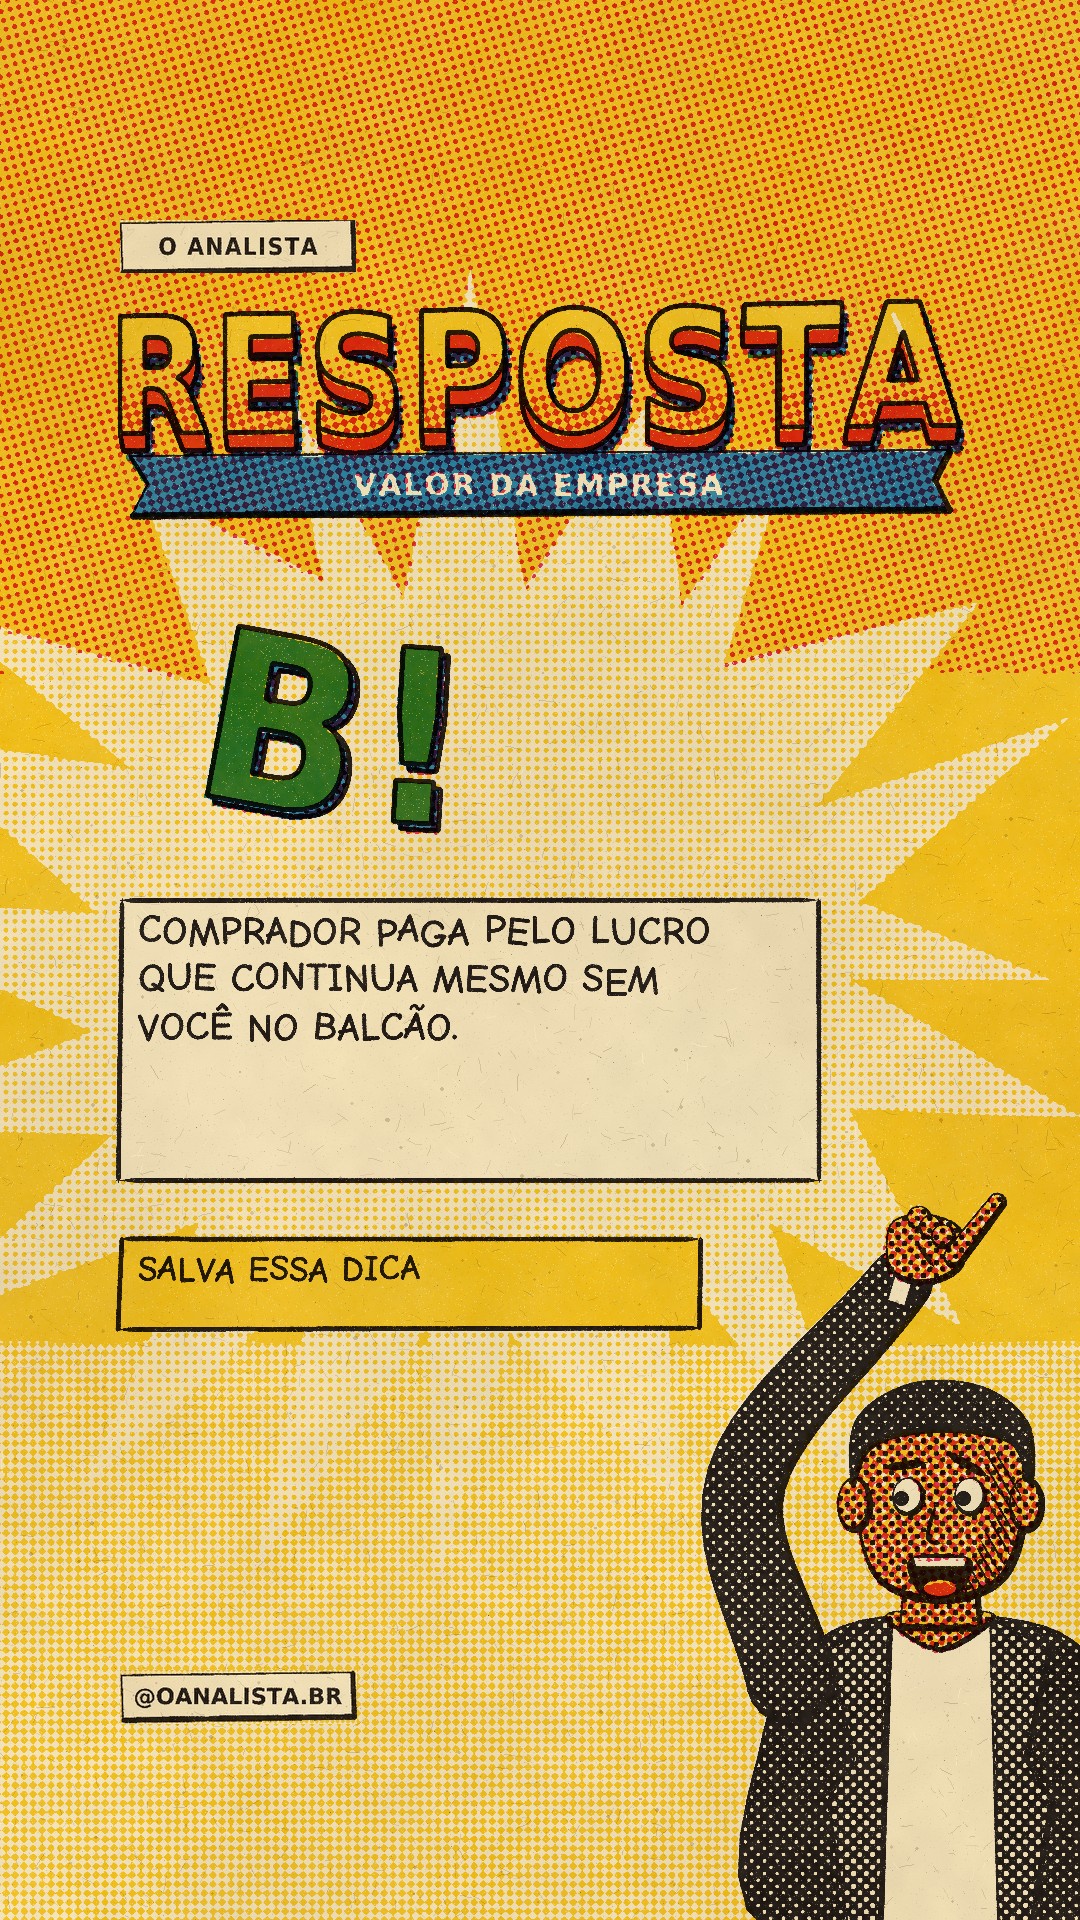 O ANALISTA
RESPOSTA
VALOR DA EMPRESA
B!
COMPRADOR PAGA PELO LUCRO
QUE CONTINUA MESMO SEM
VOCÊ NO BALCÃO.
SALVA ESSA DICA
@OANALISTA.BR